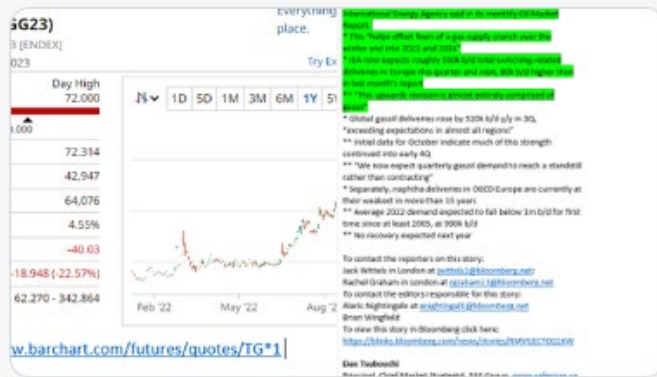 Everything
place.
GG23)
3 [ENDEX]
023
Try Ex
Day High
72.000
0.000
1D 5D 1M 3M 6M 1Y 5
72.314
42.947
64,076
4.55%
-40.03
-18.948 (-22.57%)
62.270 - 342.864
Feb '22 May '22 Aug '2
w.barchart.com/futures/quotes/TG*1
International Energy Agency said in its monthly Oil Market
Report.
* This "helps offset fears of a gas supply crunch over the
winter and into 2023 and 2024"
* IEA now expects roughly b/d total switching-related
deliveries in Europe this quarter and next, b/d higher than
in last month's report
** "This upwards revision is almost entirely comprised of
gasoil"
* Global gasoil deliveries rose by 520k b/d y/y in 3Q,
"exceeding expectations in almost all regions"
** Initial data for October indicate much of this strength
continued into early 4Q
** "We now expect quarterly gasoil demand to reach a standstill
rather than contracting"
* Separately, naphtha deliveries in OECD Europe are currently at
their weakest in more than 15 years
** Average 2022 demand expected to fall below 1m b/d for first
time since at least 2005, at 990k b/d
** No recovery expected next year
To contact the reporters on this story:
Jack Wittels in London at jwittels1@bloomberg.net;
Rachel Graham in London at
To contact the editors responsible for this story:
Alaric Nightingale at
Brian Wingfield
To view this story in Bloomberg click here:
Dan Tsubouchi